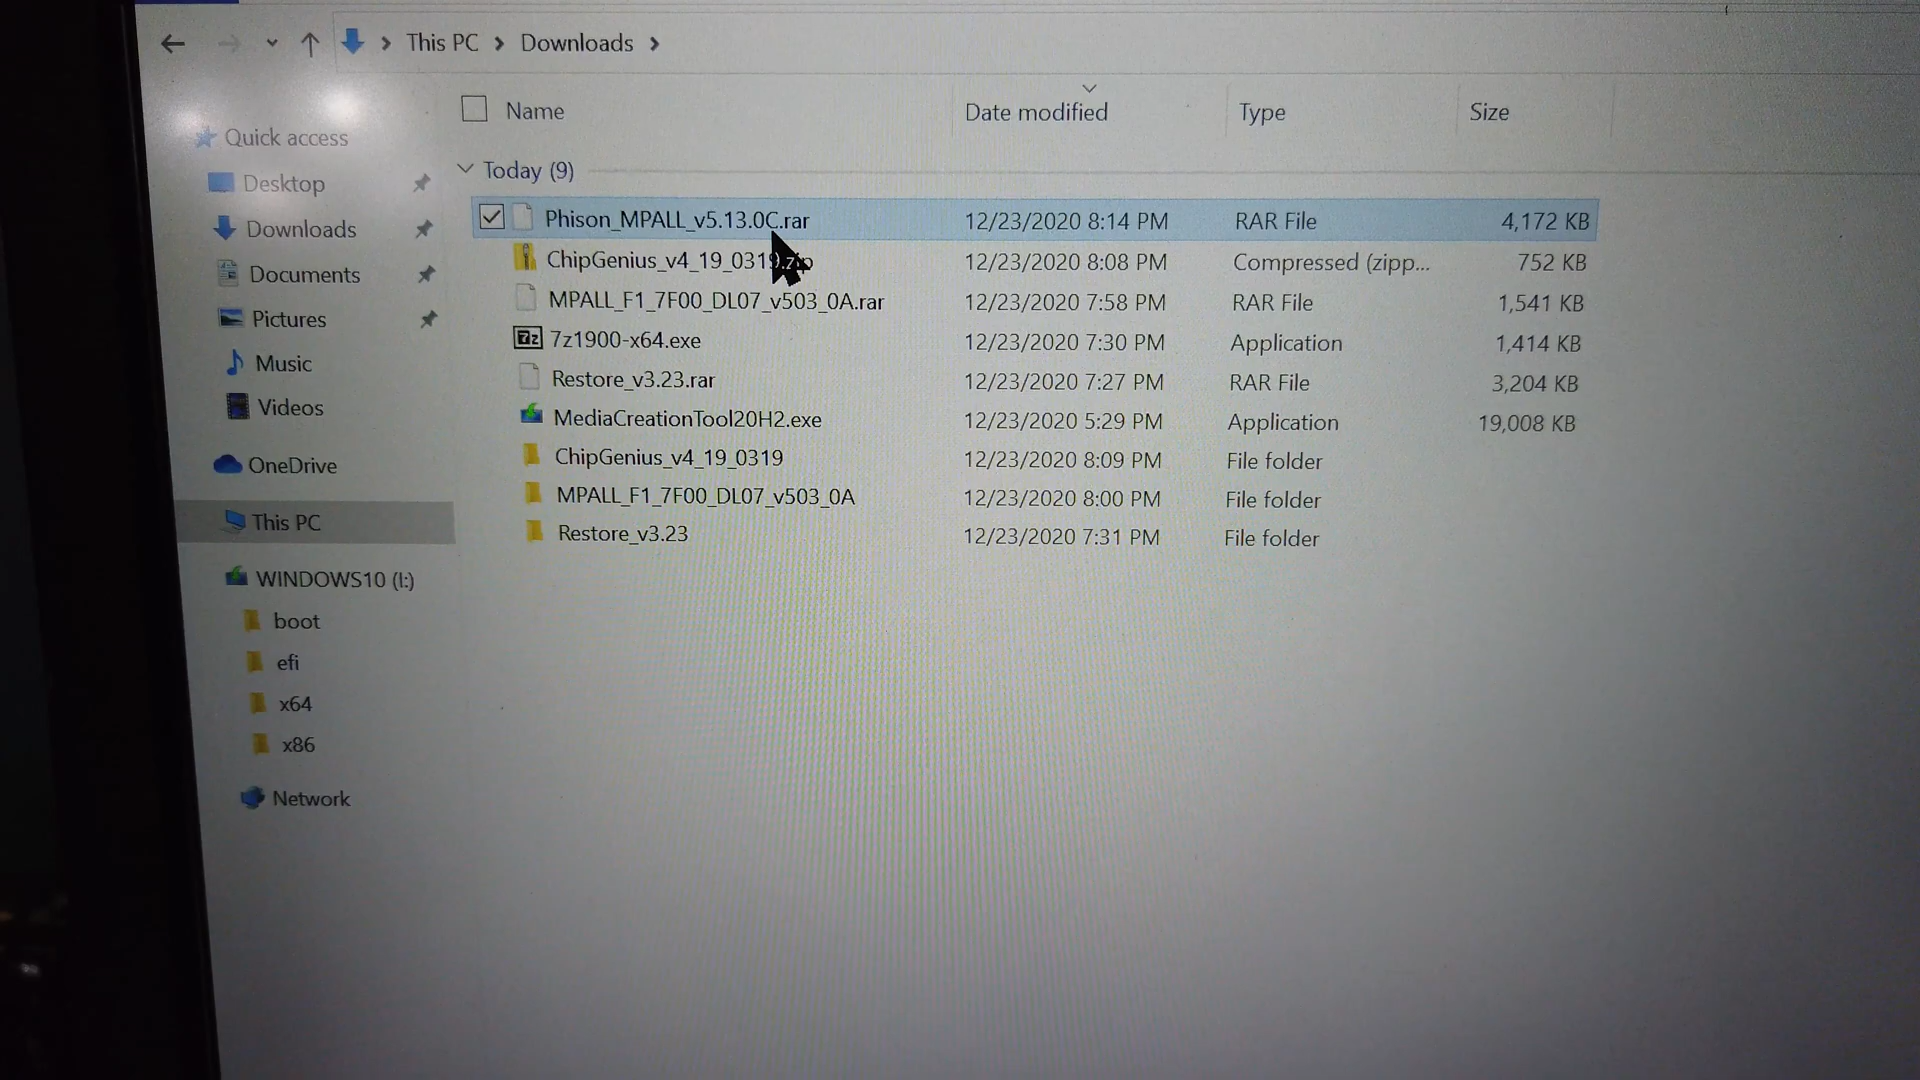 This PC > Downloads >
Name Date modified Type Size
Quick access
Desktop
Downloads
Documents
Pictures
Music
Videos
OneDrive
This PC
WINDOWS10 (I:)
boot
efi
x64
x86
Network
Today (9)
Phison_MPALL_v5.13.0C.rar 12/23/2020 8:14 PM RAR File 4,172 KB
ChipGenius_v4_19_0319.zip 12/23/2020 8:08 PM Compressed (zipp... 752 KB
MPALL_F1_7F00_DL07_v503_0A.rar 12/23/2020 7:58 PM RAR File 1,541 KB
7z1900-x64.exe 12/23/2020 7:30 PM Application 1,414 KB
Restore_v3.23.rar 12/23/2020 7:27 PM RAR File 3,204 KB
MediaCreationTool20H2.exe 12/23/2020 5:29 PM Application 19,008 KB
ChipGenius_v4_19_0319 12/23/2020 8:09 PM File folder
MPALL_F1_7F00_DL07_v503_0A 12/23/2020 8:00 PM File folder
Restore_v3.23 12/23/2020 7:31 PM File folder